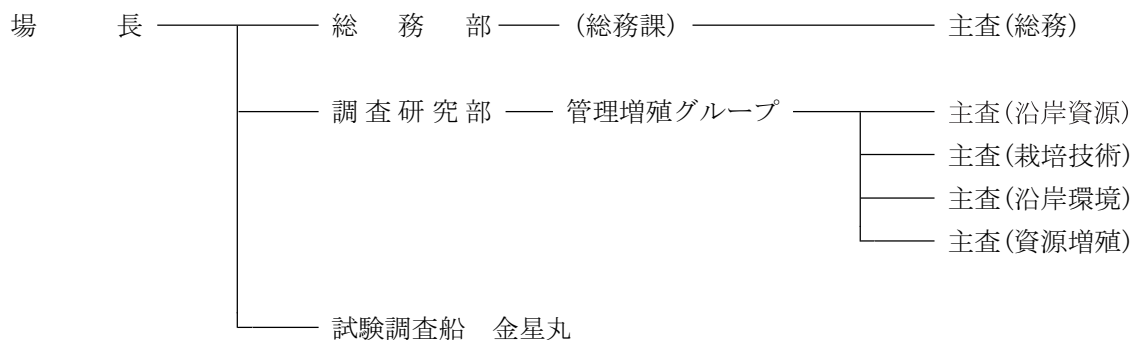 場長 総務部 (総務課) 主査(総務)
調査研究部 管理増殖グループ 主査(沿岸資源)
主査(栽培技術)
主査(沿岸環境)
主査(資源増殖)
試験調査船 金星丸